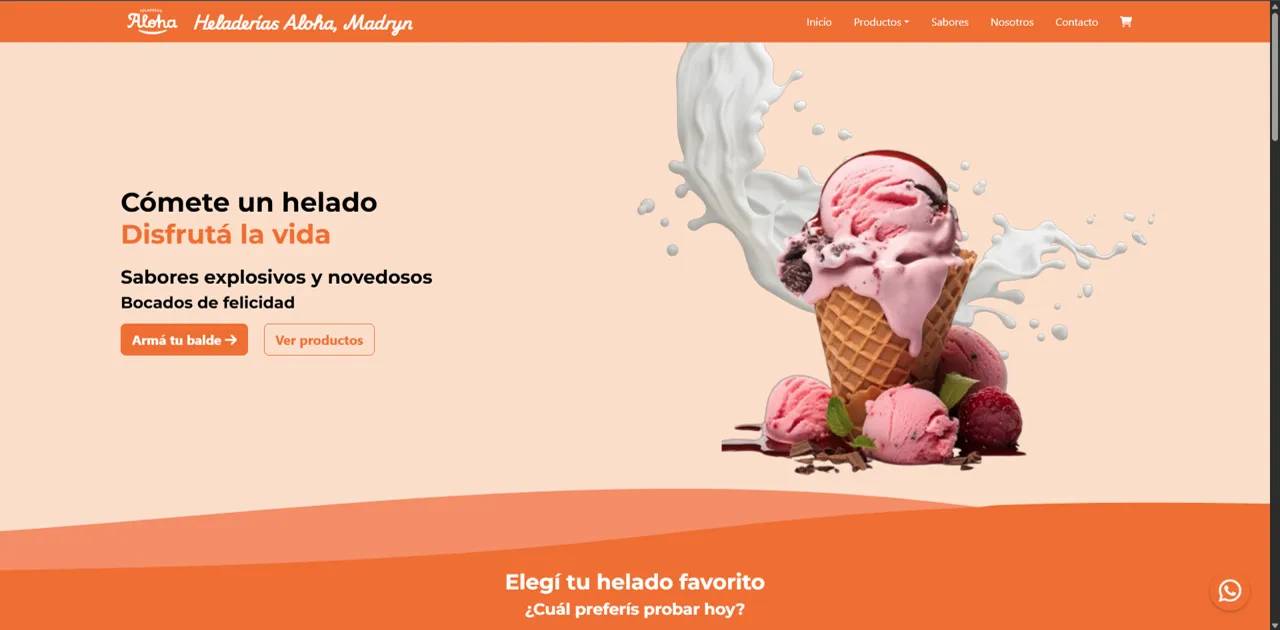 HELADERÍAS
Aloha
Heladerías Aloha, Madryn
Inicio
Productos
Sabores
Nosotros
Contacto
Cómete un helado
Disfrutá la vida
Sabores explosivos y novedosos
Bocados de felicidad
Armá tu balde →
Ver productos
Elegí tu helado favorito
¿Cuál preferís probar hoy?